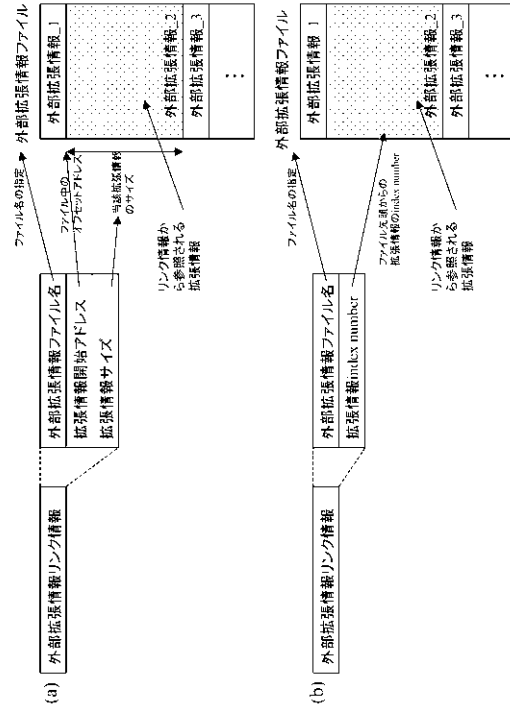 (a)
外部拡張情報リンク情報
外部拡張情報ファイル名
拡張情報開始アドレス
拡張情報サイズ
ファイル名の指定
ファイル中の
オフセットアドレス
当該拡張情報
のサイズ
リンク情報か
ら参照される
拡張情報
外部拡張情報ファイル
外部拡張情報_1
外部拡張情報_2
外部拡張情報_3
⋮
(b)
外部拡張情報リンク情報
外部拡張情報ファイル名
拡張情報index number
ファイル名の指定
ファイル先頭からの
拡張情報のindex number
リンク情報か
ら参照される
拡張情報
外部拡張情報ファイル
外部拡張情報_1
外部拡張情報_2
外部拡張情報_3
⋮